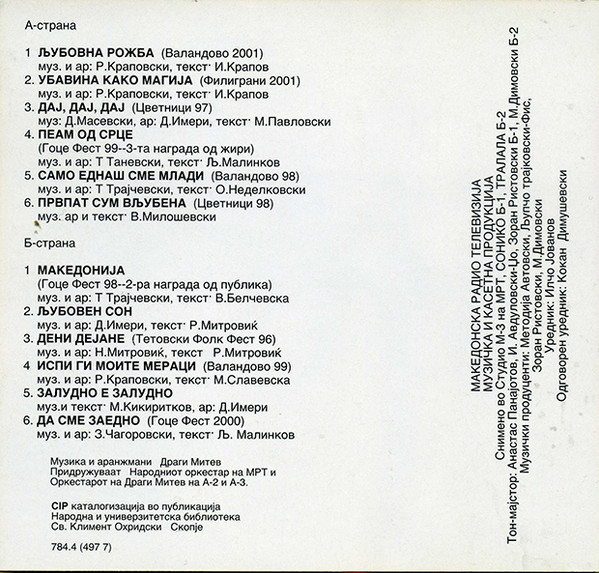 А-страна
1 ЉУБОВНА РОЖБА (Валандово 2001)
муз. и ар: Р.Краповски, текст· И.Крапов
2. УБАВИНА КАКО МАГИЈА (Филиграни 2001)
муз. и ар: Р.Краповски, текст· И.Крапов
3. ДАЈ, ДАЈ, ДАЈ (Цветници 97)
муз: Д.Масевски, ар: Д.Имери, текст· М.Павловски
4. ПЕАМ ОД СРЦЕ
(Гоце Фест 99--3-та награда од жири)
муз. и ар: Т Таневски, текст· Љ.Малинков
5. САМО ЕДНАШ СМЕ МЛАДИ (Валандово 98)
муз. и ар: Т Трајчевски, текст· О.Неделковски
6. ПРВПАТ СУМ ВЉУБЕНА (Цветници 98)
муз. ар и текст· В.Милошевски
Б-страна
1 МАКЕДОНИЈА
(Гоце Фест 98--2-ра награда од публика)
муз. и ар: Т Трајчевски, текст· В.Белчевска
2. ЉУБОВЕН СОН
муз. и ар: Д.Имери, текст· Р.Митровиќ
3. ДЕНИ ДЕЈАНЕ (Тетовски Фолк Фест 96)
муз. и ар: Н.Митровиќ, текст Р.Митровиќ
4 ИСПИ ГИ МОИТЕ МЕРАЦИ (Валандово 99)
муз. и ар: Р.Краповски, текст· М.Славевска
5. ЗАЛУДНО Е ЗАЛУДНО
муз.и текст· М.Кикиритков, ар: Д.Имери
6. ДА СМЕ ЗАЕДНО (Гоце Фест 2000)
муз. и ар: З.Чагоровски, текст· Љ. Малинков
Музика и аранжмани Драги Митев
Придружуваат Народниот оркестар на МРТ и
Оркестарот на Драги Митев на А-2 и А-3.
CIP каталогизација во публикација
Народна и универзитетска библиотека
Св. Климент Охридски Скопје
784.4 (497 7)
МАКЕДОНСКА РАДИО ТЕЛЕВИЗИЈА
МУЗИЧКА И КАСЕТНА ПРОДУКЦИЈА
Снимено во Студио М-3 на МРТ, СОНИКО Б-1, ТРАЛАЛА Б-2
Тон-мајстор: Анастас Панајотов, И. Авдуловски-Џо, Зоран Ристовски Б-1, М.Димовски Б-2
Музички продуценти: Методија Автовски, Љупчо трајковски-Фис,
Зоран Ристовски, М.Димовски
Уредник: Илчо Јованов
Одговорен уредник: Кокан Димушевски